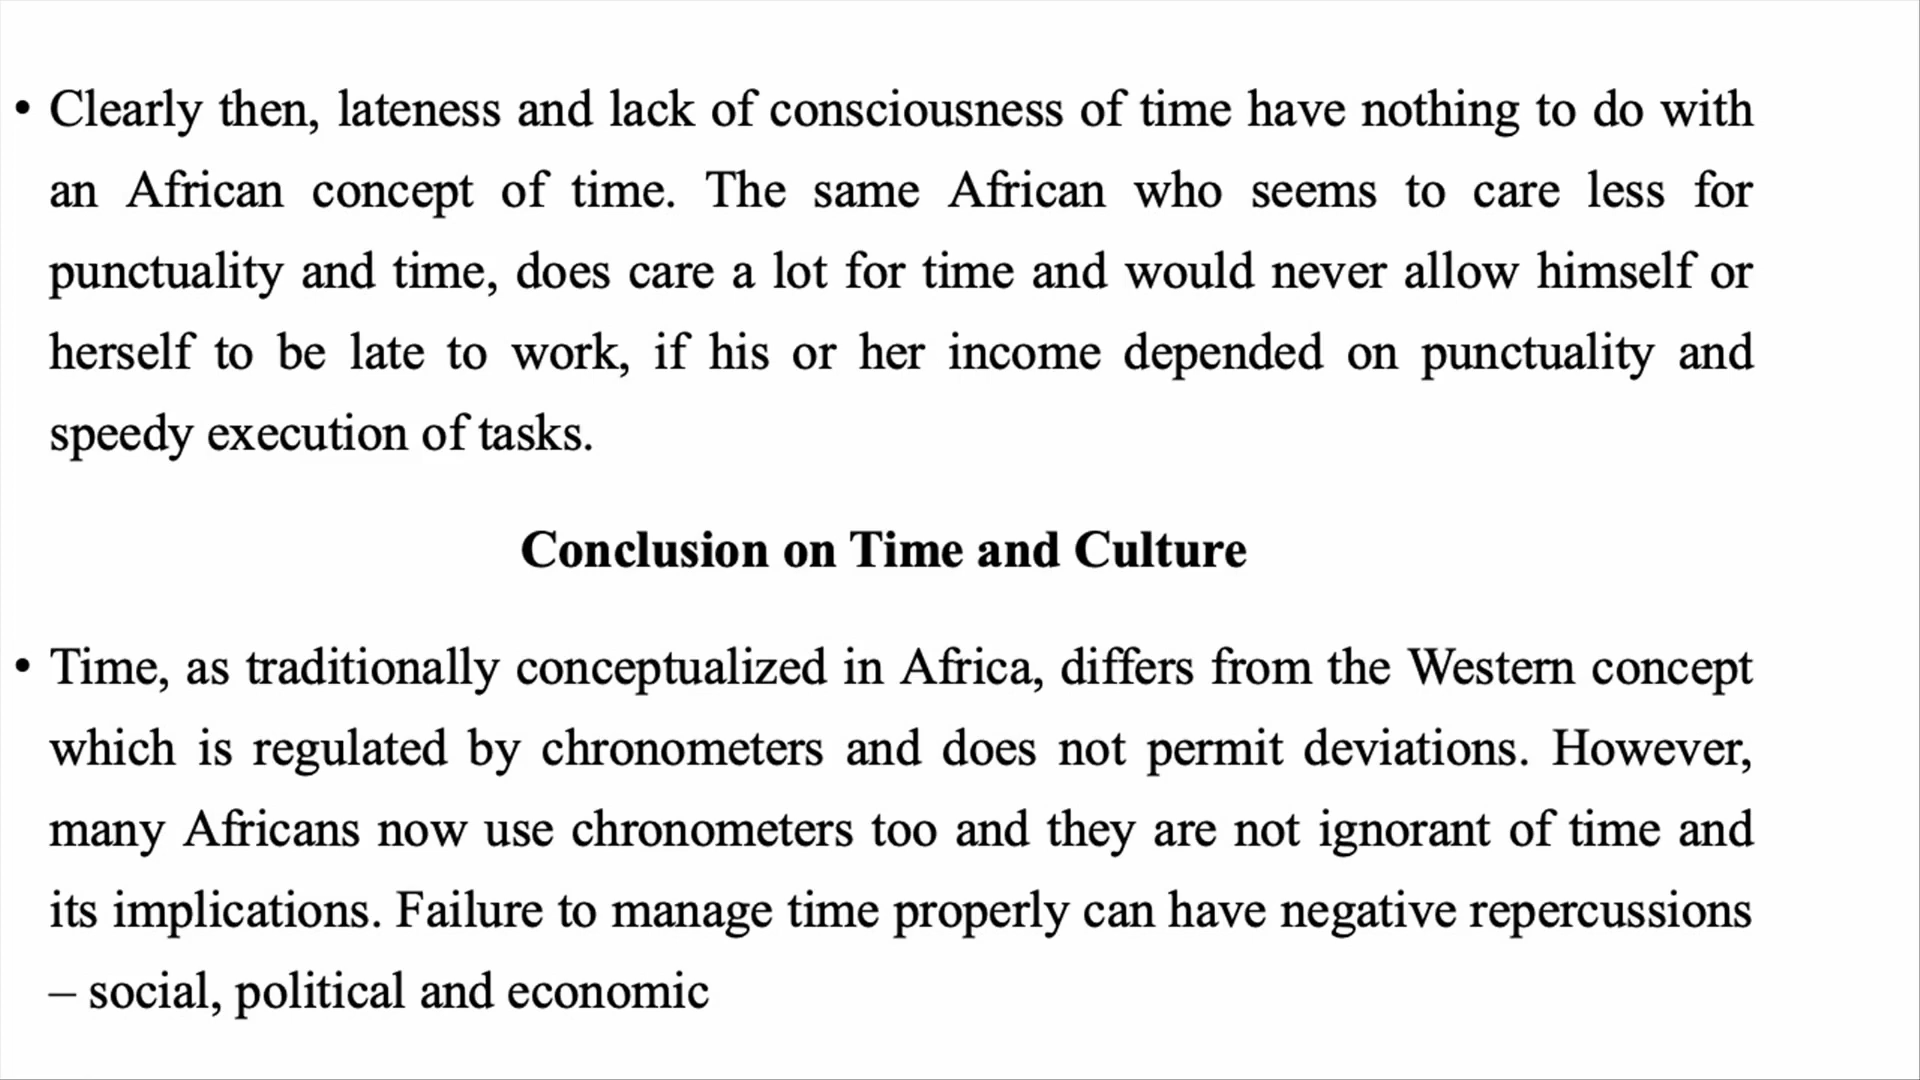 • Clearly then, lateness and lack of consciousness of time have nothing to do with
an African concept of time. The same African who seems to care less for
punctuality and time, does care a lot for time and would never allow himself or
herself to be late to work, if his or her income depended on punctuality and
speedy execution of tasks.
Conclusion on Time and Culture
• Time, as traditionally conceptualized in Africa, differs from the Western concept
which is regulated by chronometers and does not permit deviations. However,
many Africans now use chronometers too and they are not ignorant of time and
its implications. Failure to manage time properly can have negative repercussions
– social, political and economic